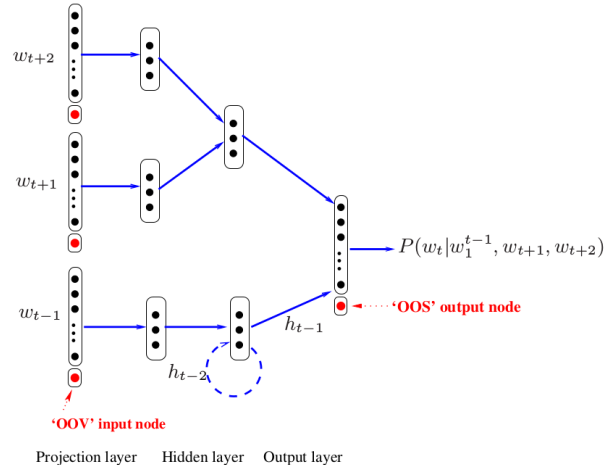 w_{t+2}
w_{t+1}
P(w_t|w_1^{t-1}, w_{t+1}, w_{t+2})
w_{t-1}
'OOS' output node
h_{t-1}
h_{t-2}
'OOV' input node
Projection layer Hidden layer Output layer